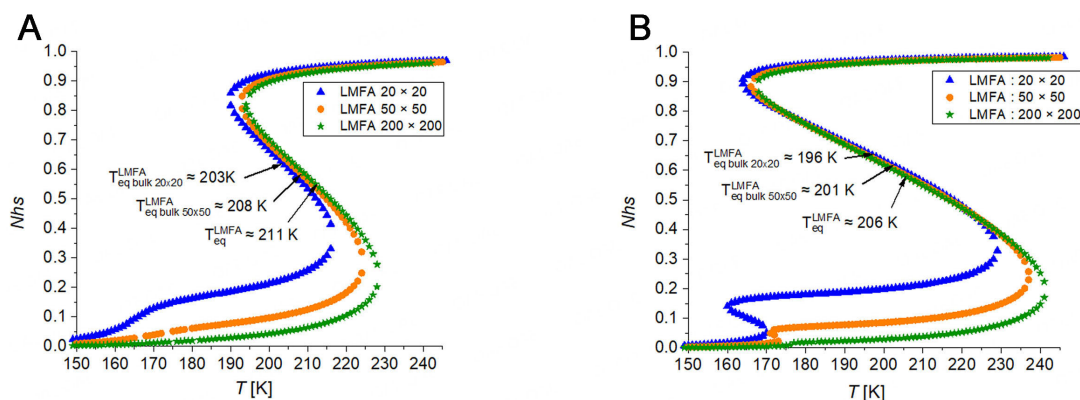 A
1.0
0.9
0.8
0.7
0.6
0.5
0.4
0.3
0.2
0.1
0.0
Nhs
LMFA 20 × 20
LMFA 50 × 50
LMFA 200 × 200
T^LMFA_eq bulk 20x20 ≈ 203K
T^LMFA_eq bulk 50x50 ≈ 208 K
T^LMFA_eq ≈ 211 K
150 160 170 180 190 200 210 220 230 240
T [K]
B
1.0
0.9
0.8
0.7
0.6
0.5
0.4
0.3
0.2
0.1
0.0
Nhs
LMFA : 20 × 20
LMFA : 50 × 50
LMFA : 200 × 200
T^LMFA_eq bulk 20x20 ≈ 196 K
T^LMFA_eq bulk 50x50 ≈ 201 K
T^LMFA_eq ≈ 206 K
150 160 170 180 190 200 210 220 230 240
T [K]